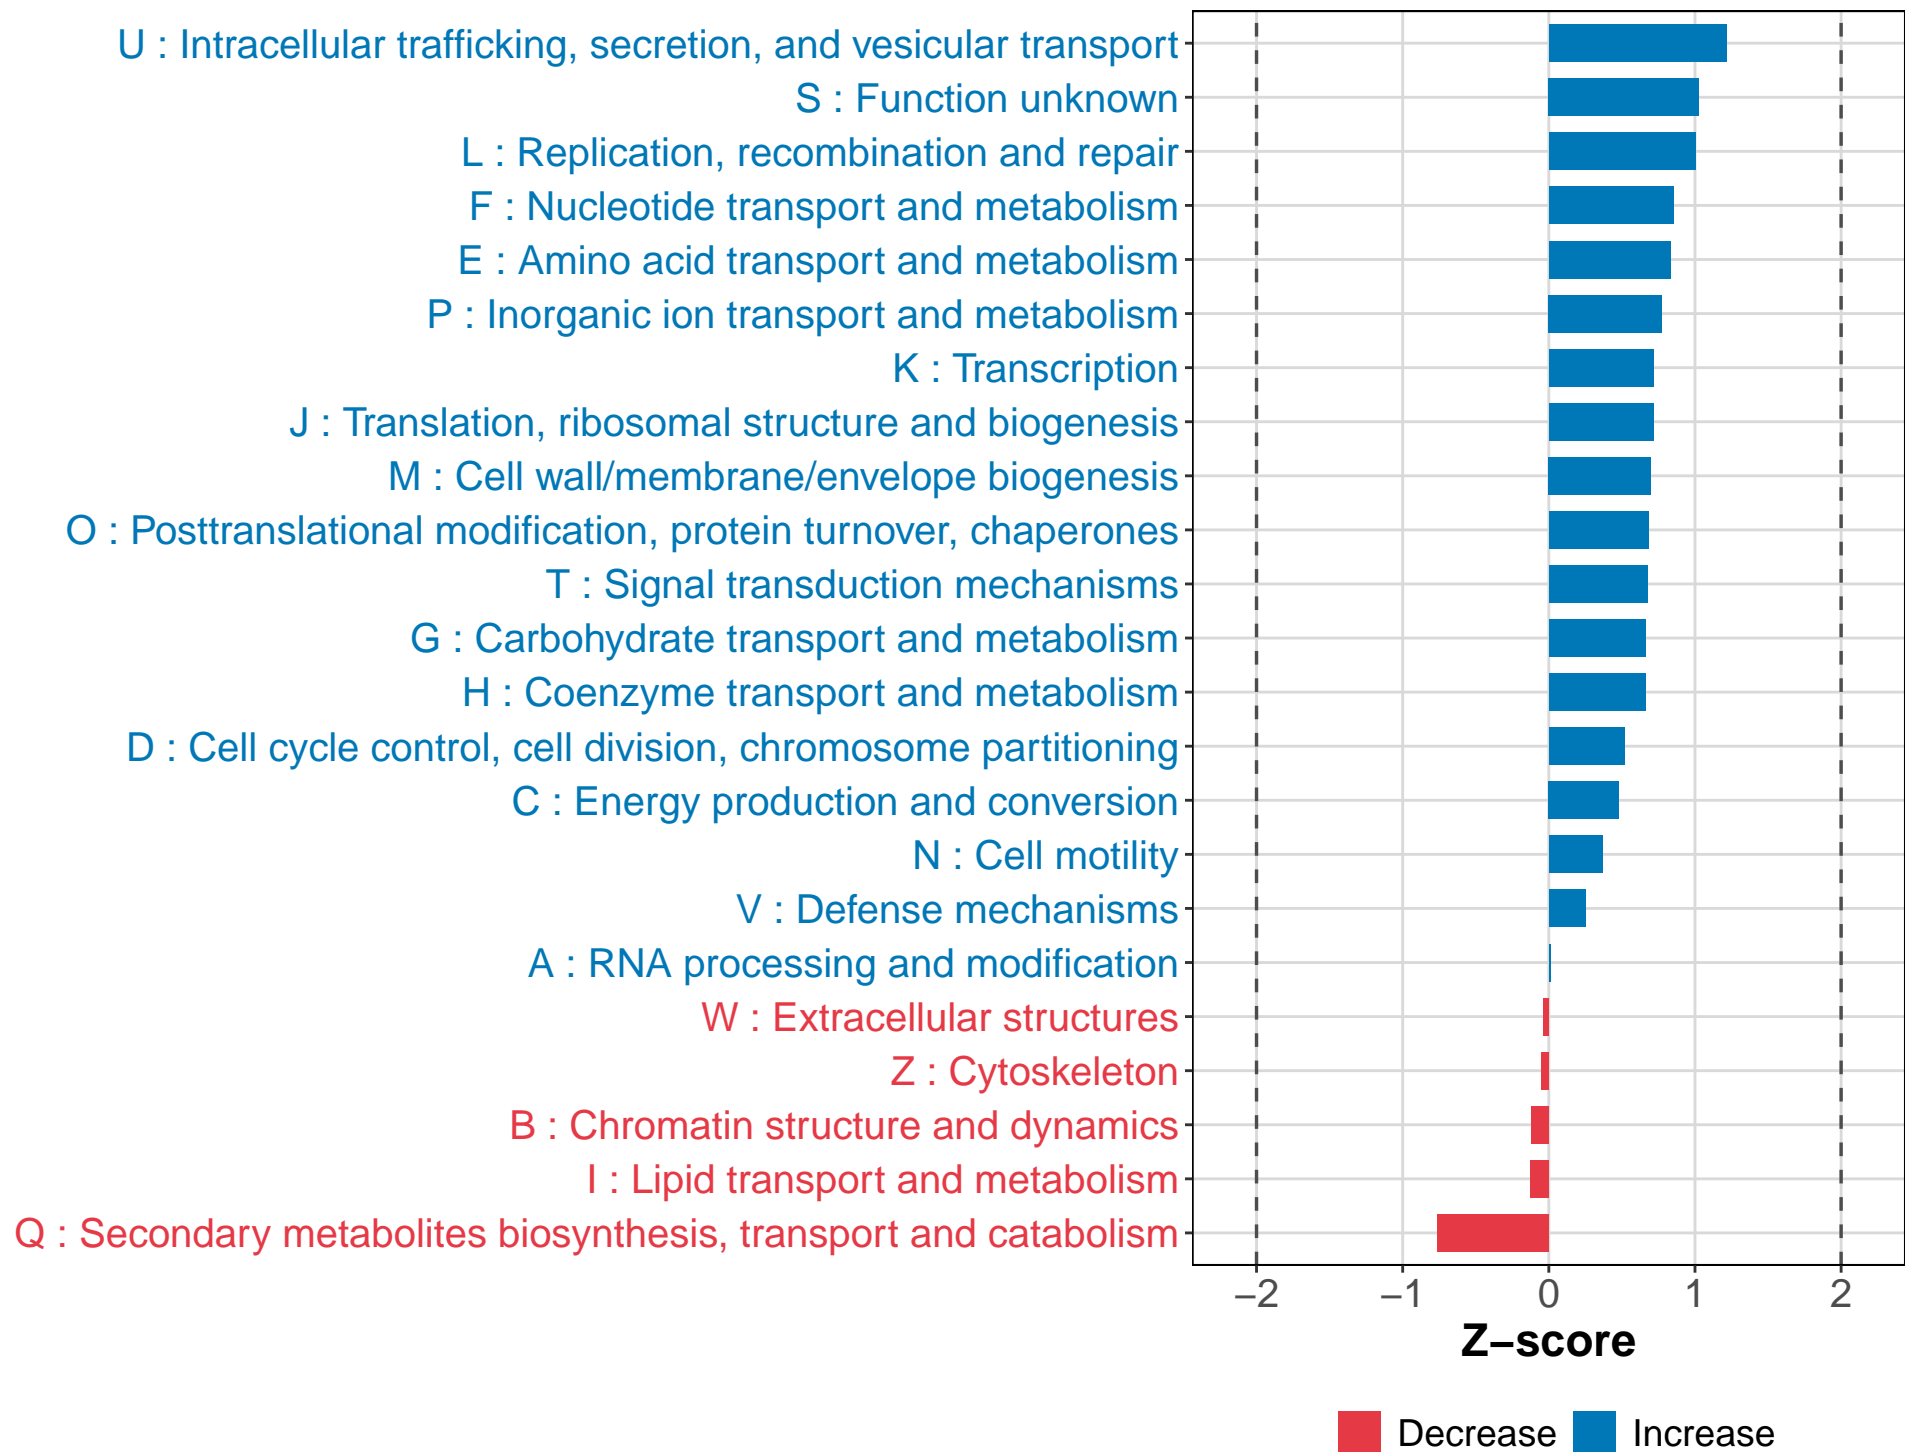 U : Intracellular trafficking, secretion, and vesicular transport
S : Function unknown
L : Replication, recombination and repair
F : Nucleotide transport and metabolism
E : Amino acid transport and metabolism
P : Inorganic ion transport and metabolism
K : Transcription
J : Translation, ribosomal structure and biogenesis
M : Cell wall/membrane/envelope biogenesis
O : Posttranslational modification, protein turnover, chaperones
T : Signal transduction mechanisms
G : Carbohydrate transport and metabolism
H : Coenzyme transport and metabolism
D : Cell cycle control, cell division, chromosome partitioning
C : Energy production and conversion
N : Cell motility
V : Defense mechanisms
A : RNA processing and modification
W : Extracellular structures
Z : Cytoskeleton
B : Chromatin structure and dynamics
I : Lipid transport and metabolism
Q : Secondary metabolites biosynthesis, transport and catabolism
−2 −1 0 1 2
Z−score
Decrease Increase